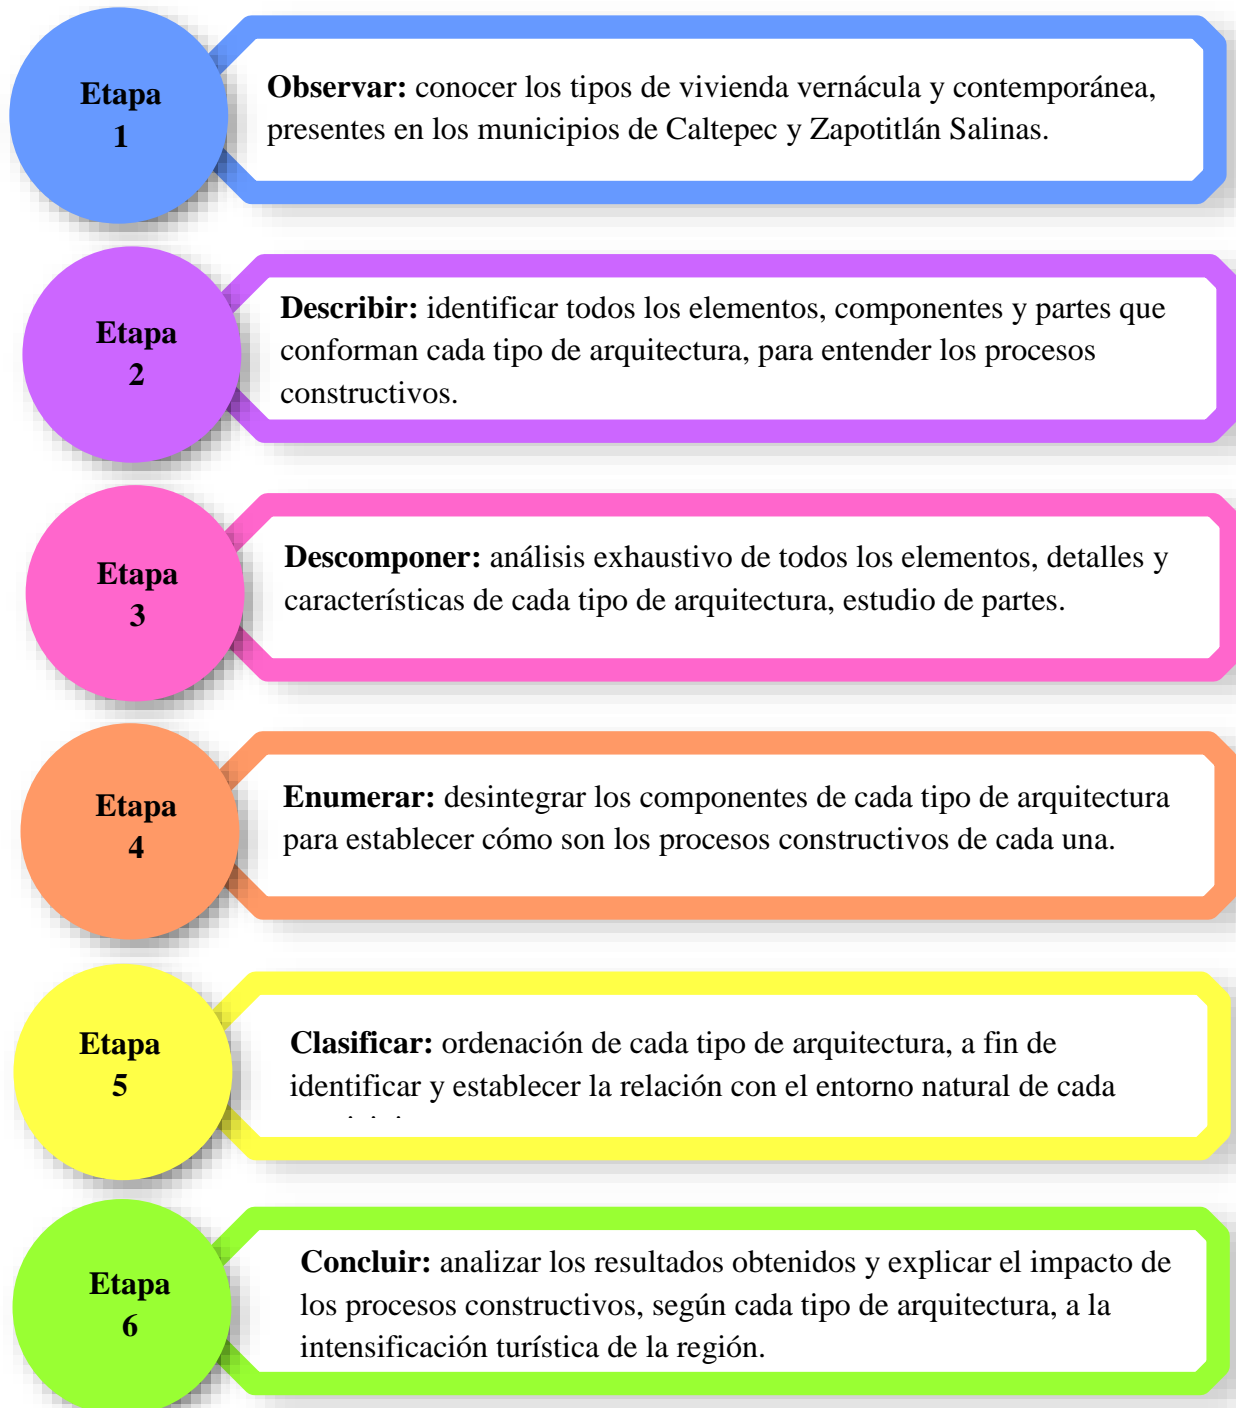 Etapa
1
Observar: conocer los tipos de vivienda vernácula y contemporánea,
presentes en los municipios de Caltepec y Zapotitlán Salinas.
Etapa
2
Describir: identificar todos los elementos, componentes y partes que
conforman cada tipo de arquitectura, para entender los procesos
constructivos.
Etapa
3
Descomponer: análisis exhaustivo de todos los elementos, detalles y
características de cada tipo de arquitectura, estudio de partes.
Etapa
4
Enumerar: desintegrar los componentes de cada tipo de arquitectura
para establecer cómo son los procesos constructivos de cada una.
Etapa
5
Clasificar: ordenación de cada tipo de arquitectura, a fin de
identificar y establecer la relación con el entorno natural de cada
Etapa
6
Concluir: analizar los resultados obtenidos y explicar el impacto de
los procesos constructivos, según cada tipo de arquitectura, a la
intensificación turística de la región.